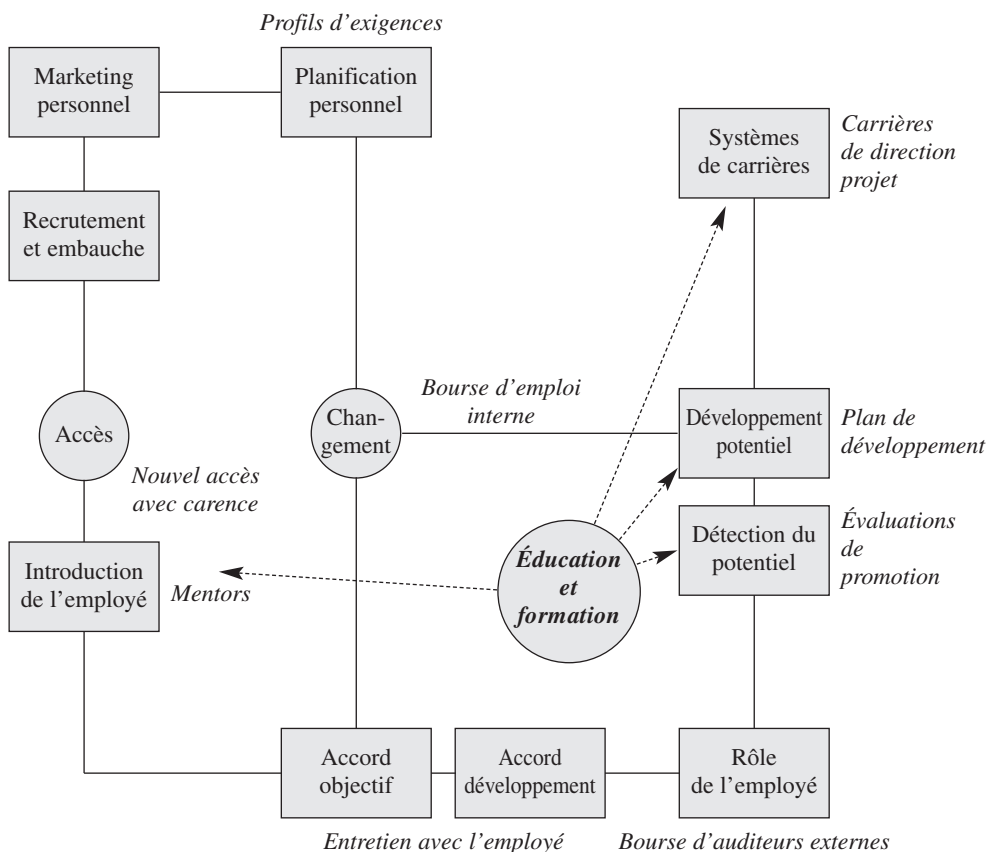 Profils d'exigences
Marketing
personnel
Planification
personnel
Systèmes
de carrières
Carrières
de direction
projet
Recrutement
et embauche
Accès
Chan-
gement
Bourse d'emploi
interne
Développement
potentiel
Plan de
développement
Nouvel accès
avec carence
Détection du
potentiel
Évaluations
de
promotion
Introduction
de l'employé
Mentors
Éducation
et
formation
Accord
objectif
Accord
développement
Rôle
de l'employé
Entretien avec l'employé
Bourse d'auditeurs externes